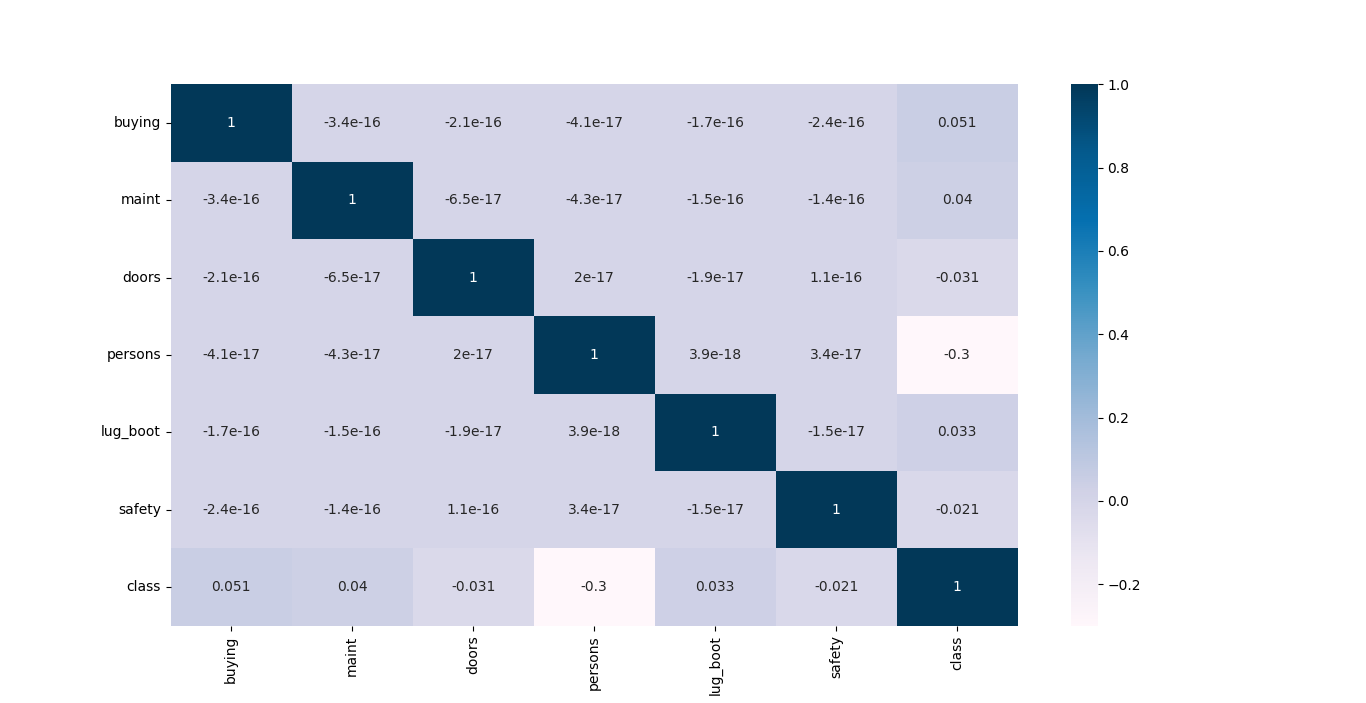 buying 1 -3.4e-16 -2.1e-16 -4.1e-17 -1.7e-16 -2.4e-16 0.051
maint -3.4e-16 1 -6.5e-17 -4.3e-17 -1.5e-16 -1.4e-16 0.04
doors -2.1e-16 -6.5e-17 1 2e-17 -1.9e-17 1.1e-16 -0.031
persons -4.1e-17 -4.3e-17 2e-17 1 3.9e-18 3.4e-17 -0.3
lug_boot -1.7e-16 -1.5e-16 -1.9e-17 3.9e-18 1 -1.5e-17 0.033
safety -2.4e-16 -1.4e-16 1.1e-16 3.4e-17 -1.5e-17 1 -0.021
class 0.051 0.04 -0.031 -0.3 0.033 -0.021 1
buying maint doors persons lug_boot safety class
1.0
0.8
0.6
0.4
0.2
0.0
−0.2